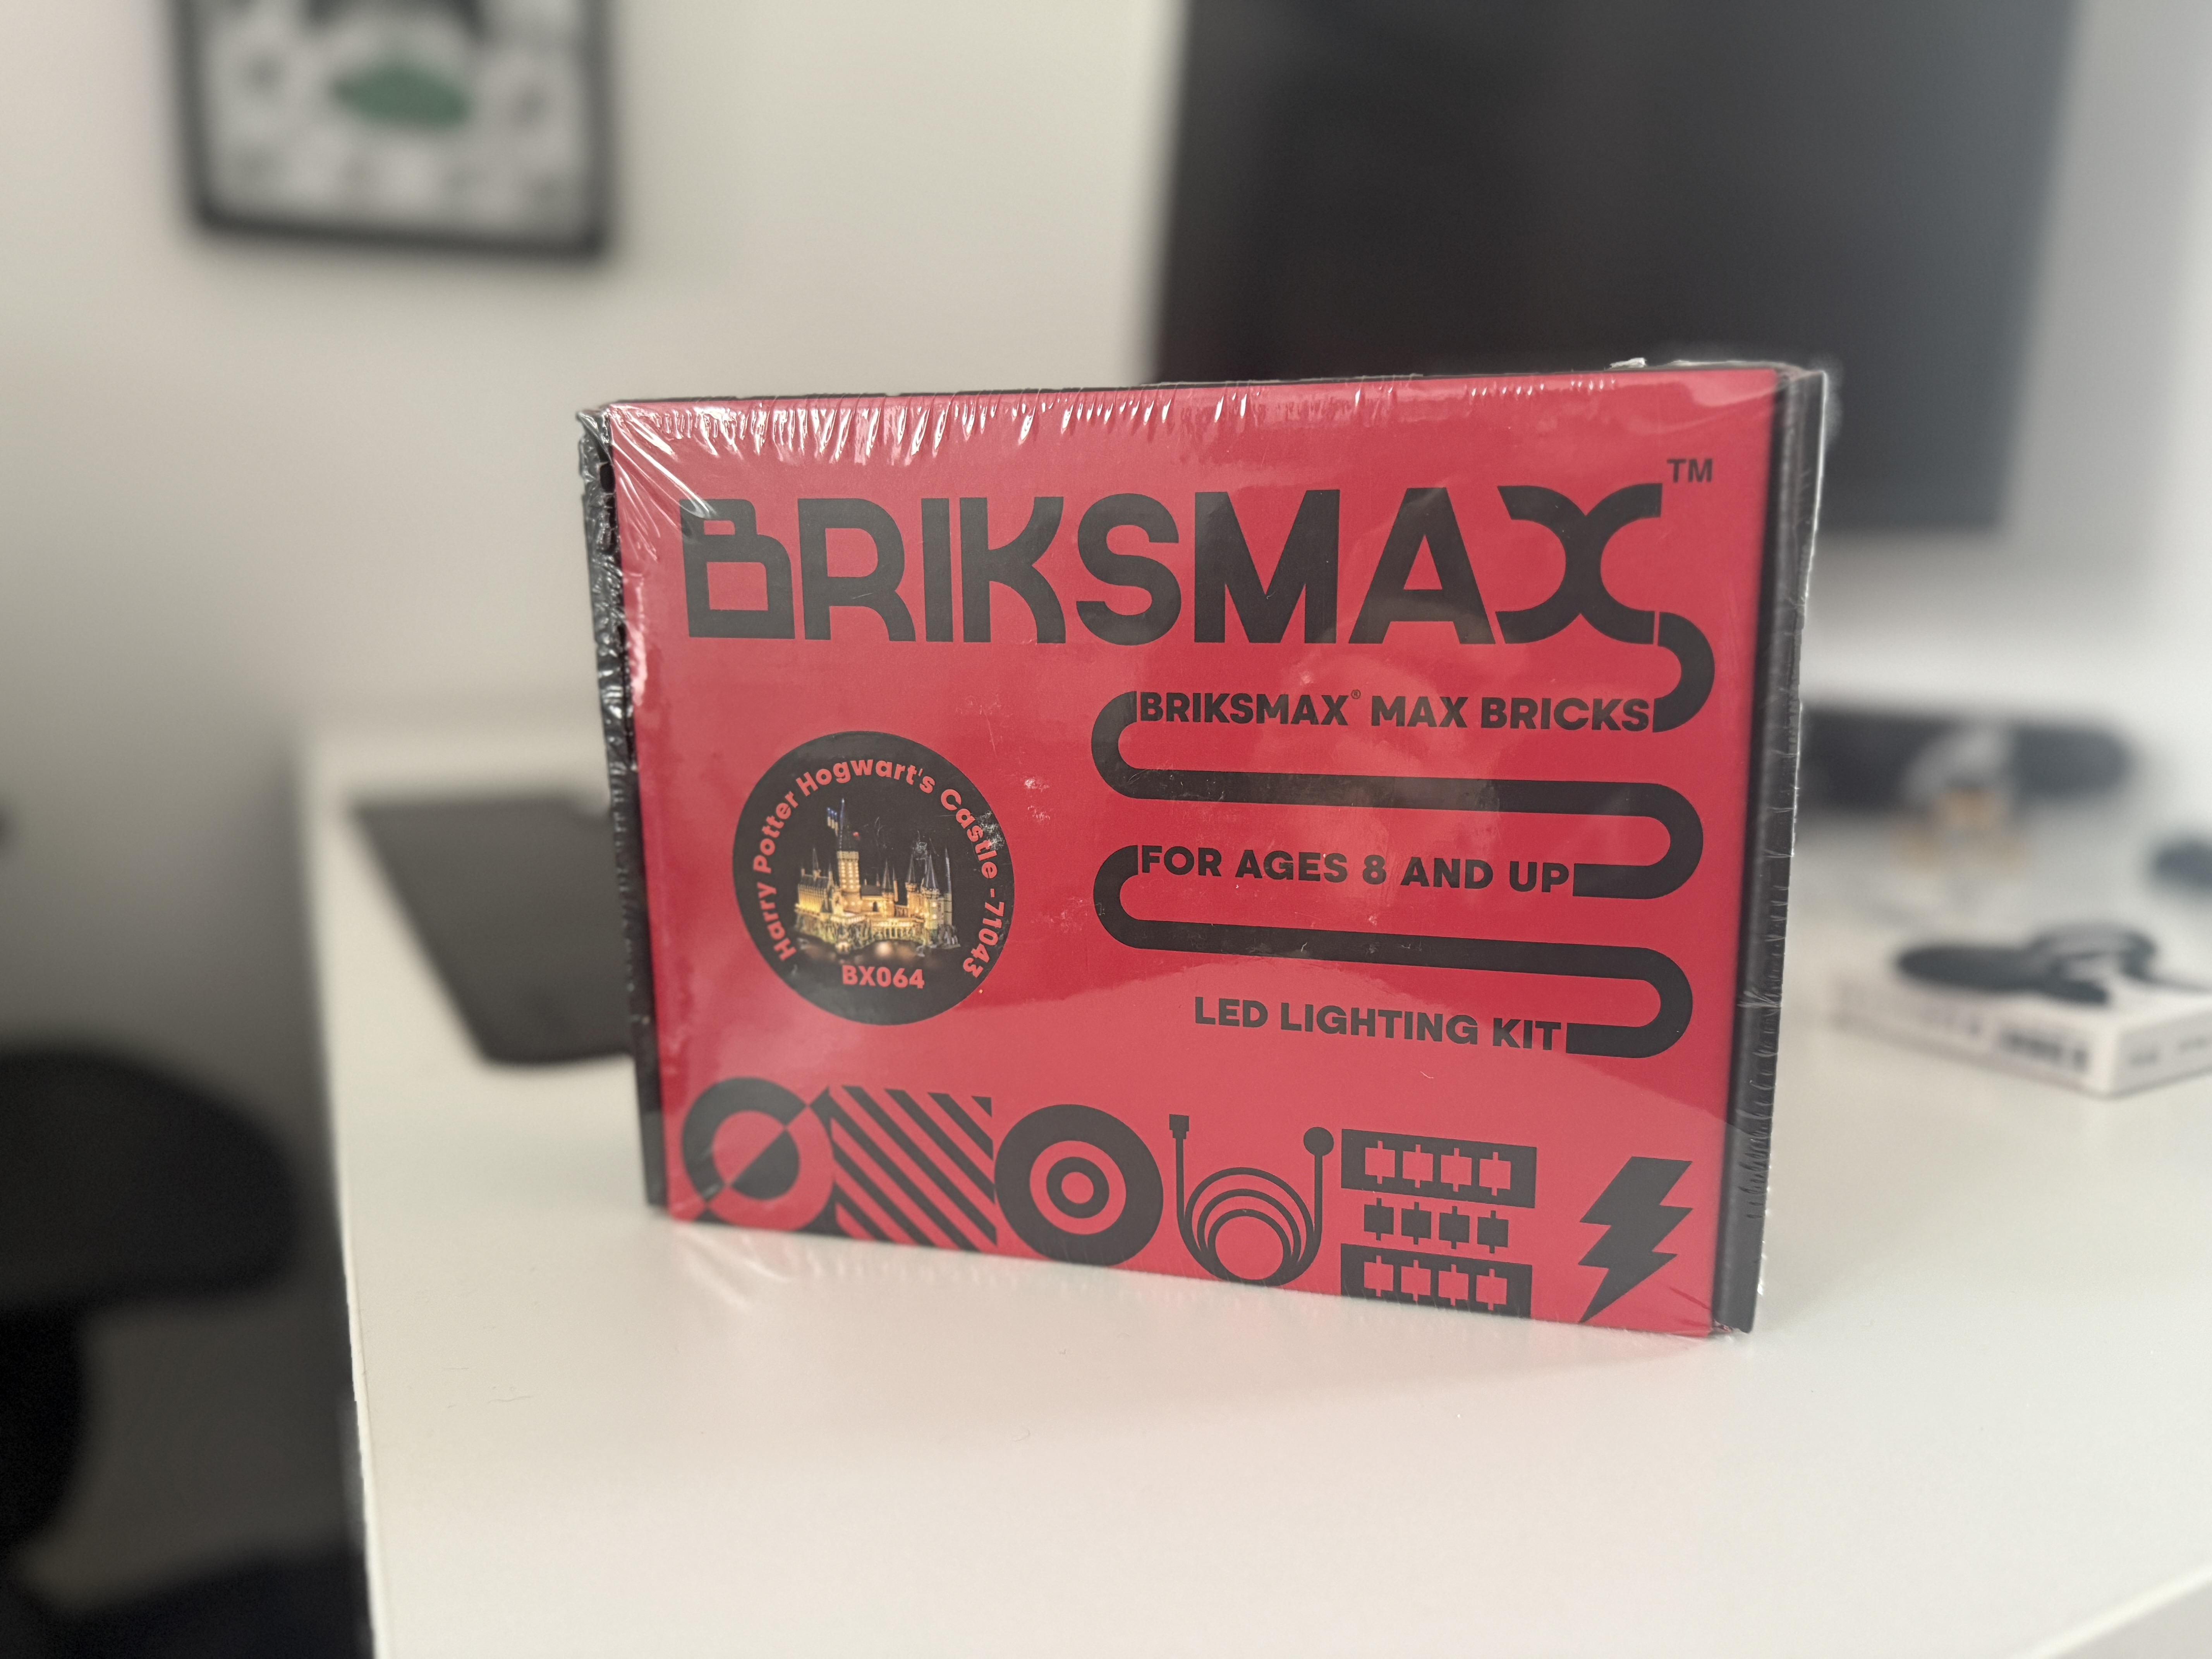 BRIKSMAX™
BRIKSMAX® MAX BRICKS
Harry Potter Hogwart's Castle - 71043
BX064
FOR AGES 8 AND UP
LED LIGHTING KIT